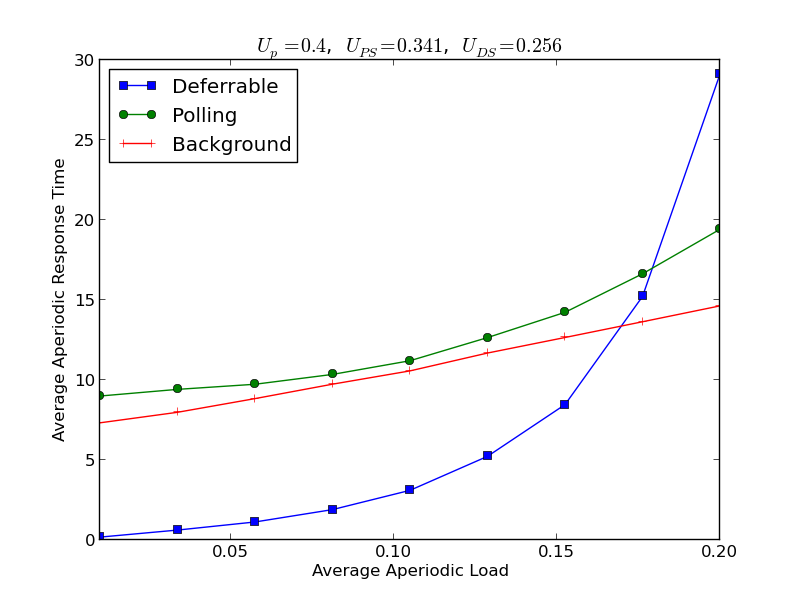 U_p = 0.4, U_PS = 0.341, U_DS = 0.256
30
25
20
15
10
5
0
Average Aperiodic Response Time
Deferrable
Polling
Background
0.05 0.10 0.15 0.20
Average Aperiodic Load